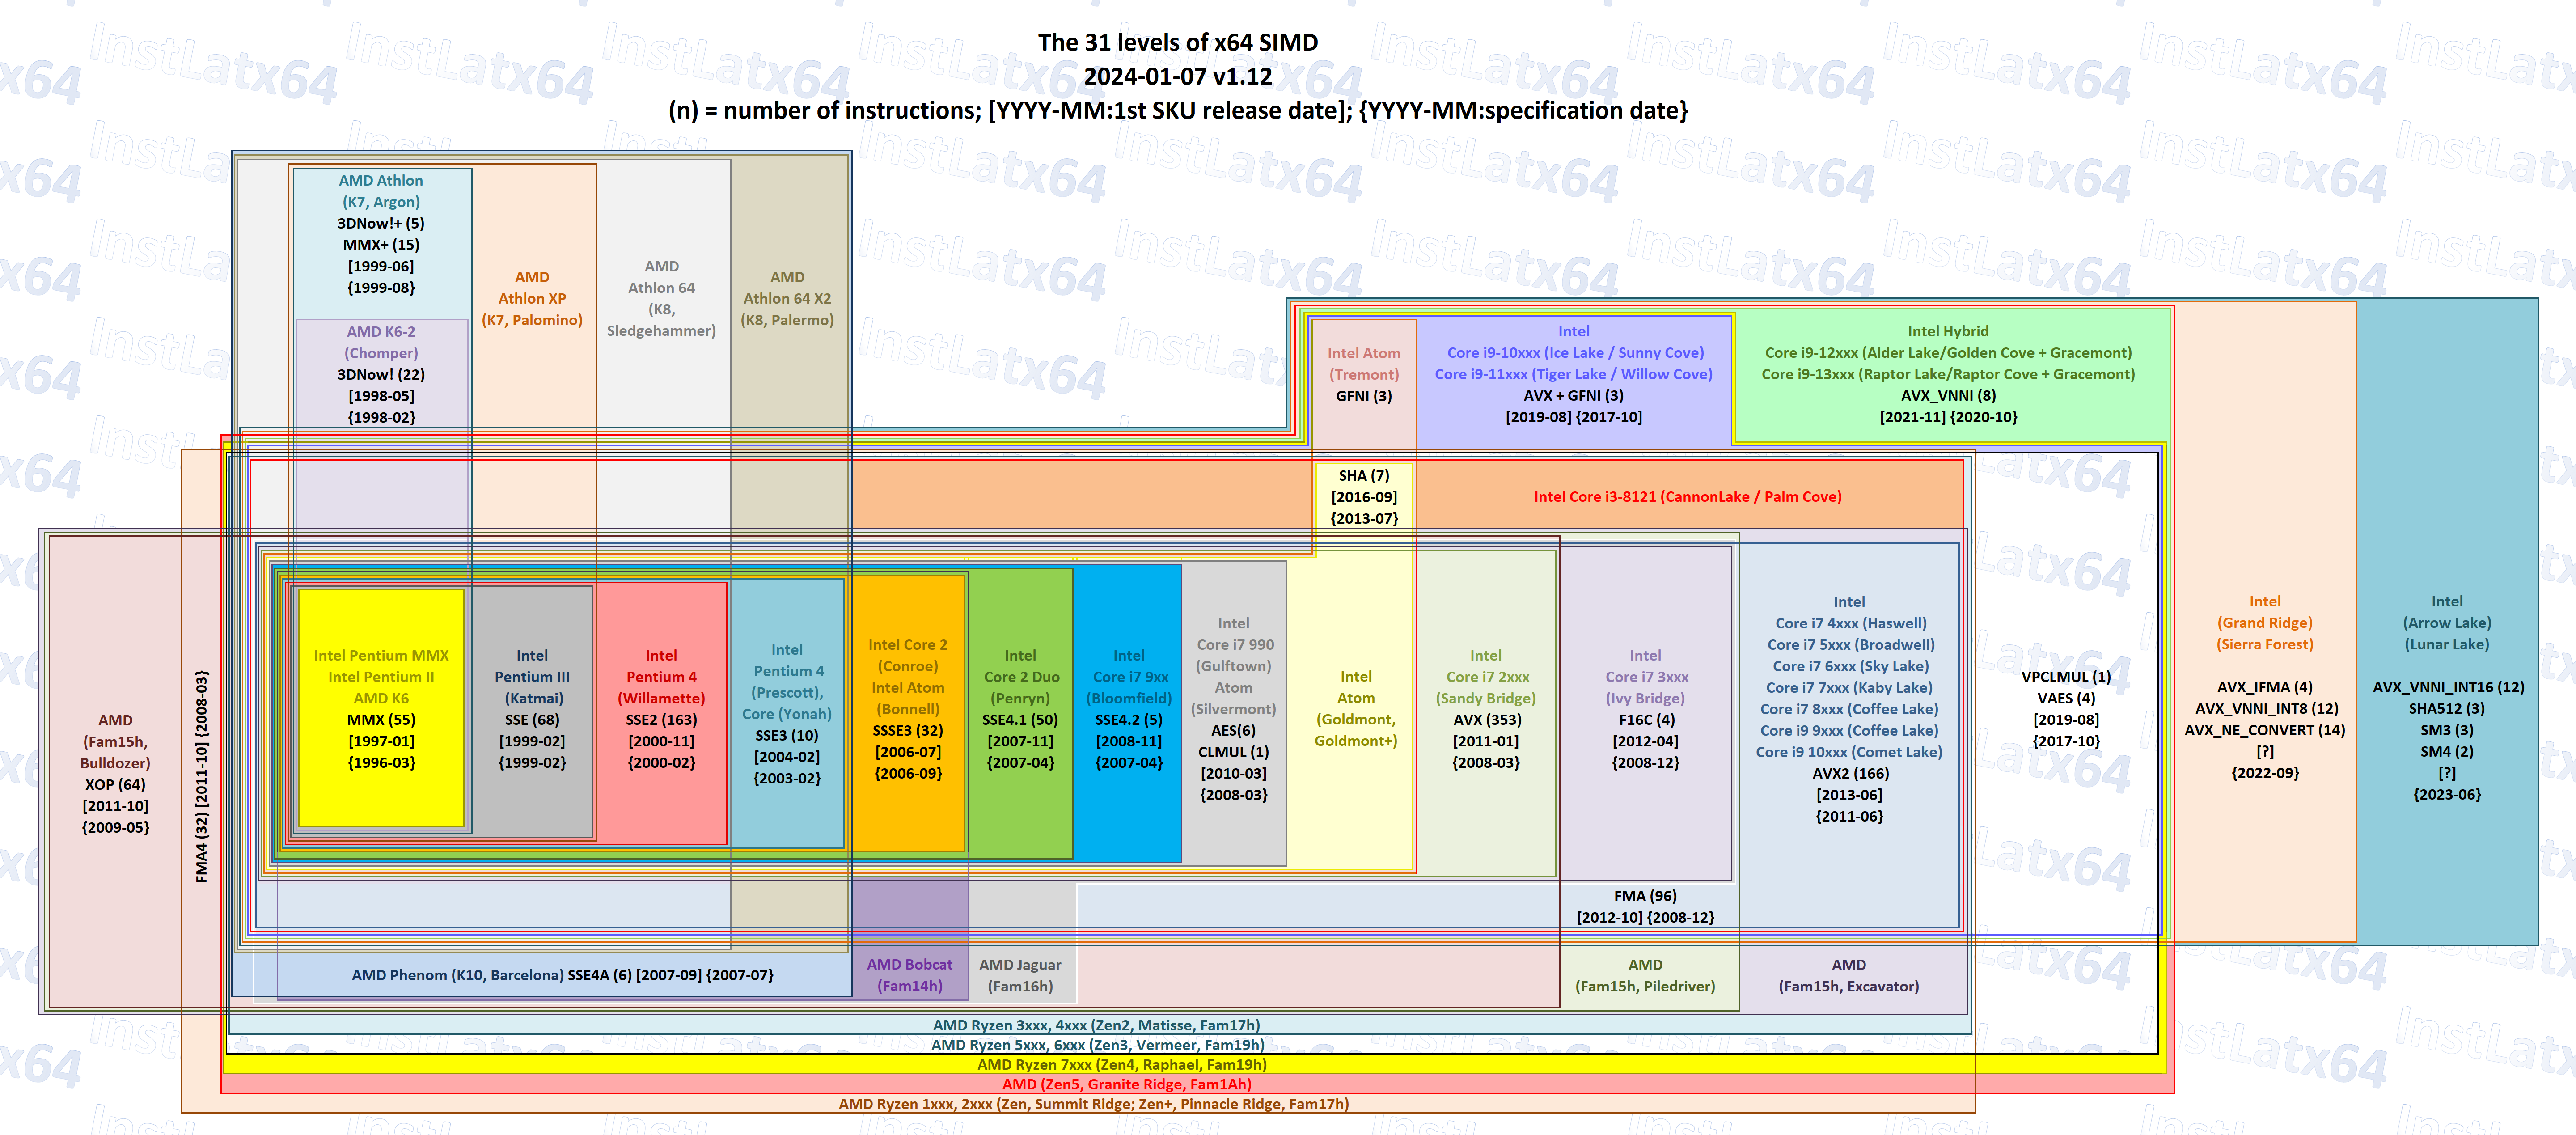 The 31 levels of x64 SIMD
2024-01-07 v1.12
(n) = number of instructions; [YYYY-MM:1st SKU release date]; {YYYY-MM:specification date}
AMD Athlon
(K7, Argon)
3DNow!+ (5)
MMX+ (15)
[1999-06]
{1999-08}
AMD K6-2
(Chomper)
3DNow! (22)
[1998-05]
{1998-02}
AMD
Athlon XP
(K7, Palomino)
AMD
Athlon 64
(K8,
Sledgehammer)
AMD
Athlon 64 X2
(K8, Palermo)
Intel Atom
(Tremont)
GFNI (3)
Intel
Core i9-10xxx (Ice Lake / Sunny Cove)
Core i9-11xxx (Tiger Lake / Willow Cove)
AVX + GFNI (3)
[2019-08] {2017-10}
Intel Hybrid
Core i9-12xxx (Alder Lake/Golden Cove + Gracemont)
Core i9-13xxx (Raptor Lake/Raptor Cove + Gracemont)
AVX_VNNI (8)
[2021-11] {2020-10}
SHA (7)
[2016-09]
{2013-07}
Intel Core i3-8121 (CannonLake / Palm Cove)
AMD
(Fam15h,
Bulldozer)
XOP (64)
[2011-10]
{2009-05}
FMA4 (32) [2011-10] {2008-03}
Intel Pentium MMX
Intel Pentium II
AMD K6
MMX (55)
[1997-01]
{1996-03}
Intel
Pentium III
(Katmai)
SSE (68)
[1999-02]
{1999-02}
Intel
Pentium 4
(Willamette)
SSE2 (163)
[2000-11]
{2000-02}
Intel
Pentium 4
(Prescott),
Core (Yonah)
SSE3 (10)
[2004-02]
{2003-02}
Intel Core 2
(Conroe)
Intel Atom
(Bonnell)
SSSE3 (32)
[2006-07]
{2006-09}
Intel
Core 2 Duo
(Penryn)
SSE4.1 (50)
[2007-11]
{2007-04}
Intel
Core i7 9xx
(Bloomfield)
SSE4.2 (5)
[2008-11]
{2007-04}
Intel
Core i7 990
(Gulftown)
Atom
(Silvermont)
AES(6)
CLMUL (1)
[2010-03]
{2008-03}
Intel
Atom
(Goldmont,
Goldmont+)
Intel
Core i7 2xxx
(Sandy Bridge)
AVX (353)
[2011-01]
{2008-03}
Intel
Core i7 3xxx
(Ivy Bridge)
F16C (4)
[2012-04]
{2008-12}
Intel
Core i7 4xxx (Haswell)
Core i7 5xxx (Broadwell)
Core i7 6xxx (Sky Lake)
Core i7 7xxx (Kaby Lake)
Core i7 8xxx (Coffee Lake)
Core i9 9xxx (Coffee Lake)
Core i9 10xxx (Comet Lake)
AVX2 (166)
[2013-06]
{2011-06}
VPCLMUL (1)
VAES (4)
[2019-08]
{2017-10}
Intel
(Grand Ridge)
(Sierra Forest)
AVX_IFMA (4)
AVX_VNNI_INT8 (12)
AVX_NE_CONVERT (14)
[?]
{2022-09}
Intel
(Arrow Lake)
(Lunar Lake)
AVX_VNNI_INT16 (12)
SHA512 (3)
SM3 (3)
SM4 (2)
[?]
{2023-06}
FMA (96)
[2012-10] {2008-12}
AMD Phenom (K10, Barcelona) SSE4A (6) [2007-09] {2007-07}
AMD Bobcat
(Fam14h)
AMD Jaguar
(Fam16h)
AMD
(Fam15h, Piledriver)
AMD
(Fam15h, Excavator)
AMD Ryzen 3xxx, 4xxx (Zen2, Matisse, Fam17h)
AMD Ryzen 5xxx, 6xxx (Zen3, Vermeer, Fam19h)
AMD Ryzen 7xxx (Zen4, Raphael, Fam19h)
AMD (Zen5, Granite Ridge, Fam1Ah)
AMD Ryzen 1xxx, 2xxx (Zen, Summit Ridge; Zen+, Pinnacle Ridge, Fam17h)
InstLatx64